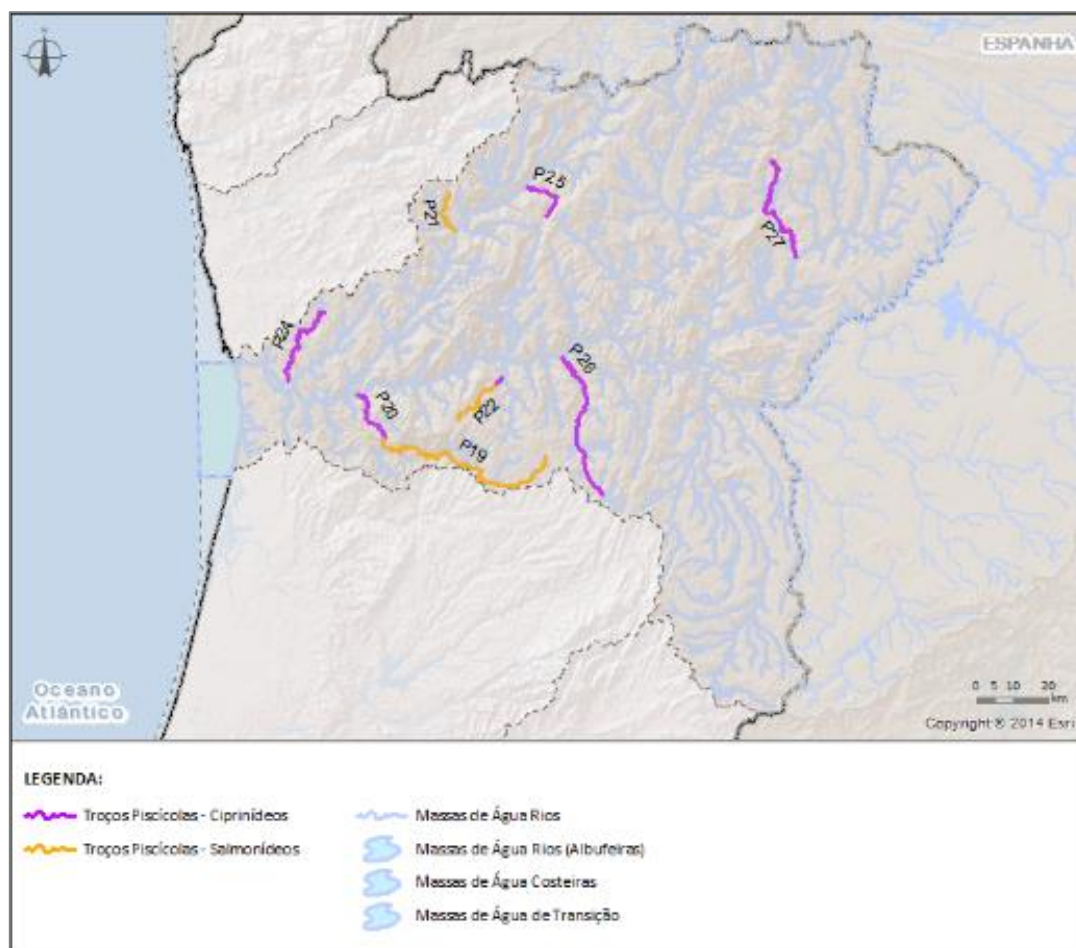 N
ESPANHA
P25
P21
P27
P24
P26
P20
P22
P19
0 5 10 20
km
Oceano
Atlântico
Copyright © 2014 Esri
LEGENDA:
Troços Piscícolas - Ciprinídeos
Troços Piscícolas - Salmonídeos
Massas de Água Rios
Massas de Água Rios (Albufeiras)
Massas de Água Costeiras
Massas de Água de Transição